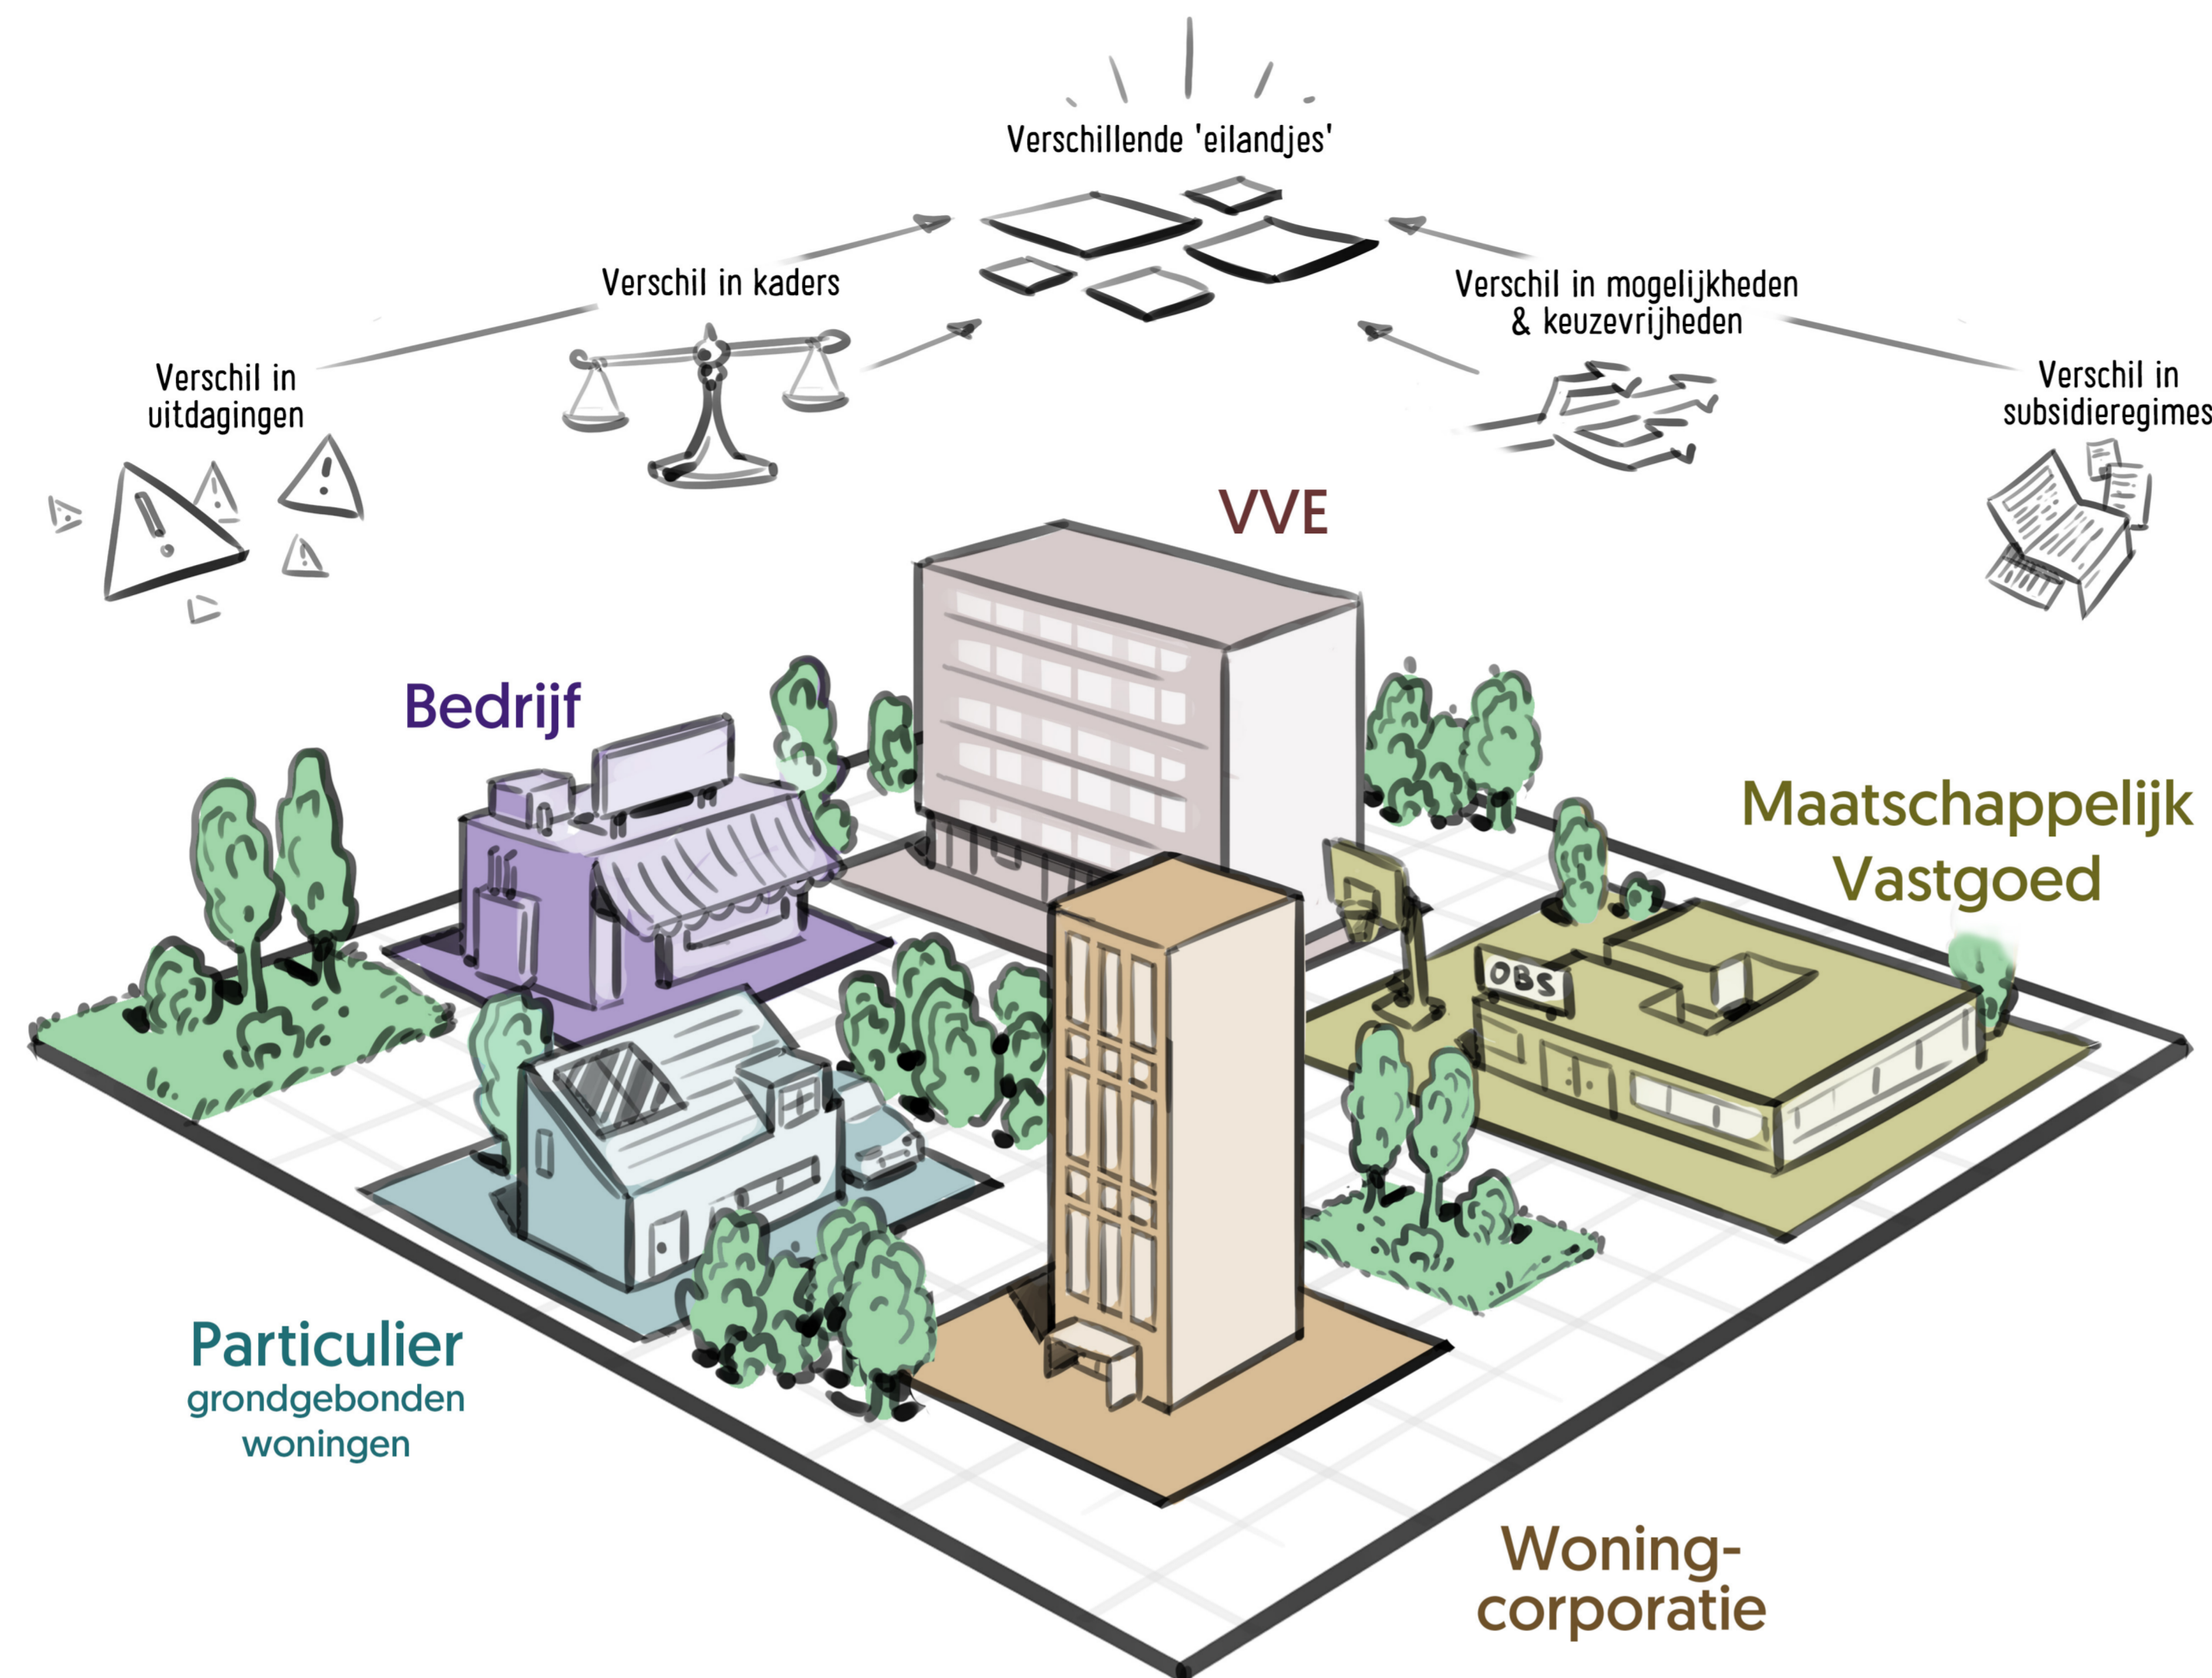 Verschillende 'eilandjes'
Verschil in kaders
Verschil in mogelijkheden
& keuzevrijheden
Verschil in
uitdagingen
Verschil in
subsidieregimes
VVE
Bedrijf
Maatschappelijk
Vastgoed
OBS
Particulier
grondgebonden
woningen
Woning-
corporatie